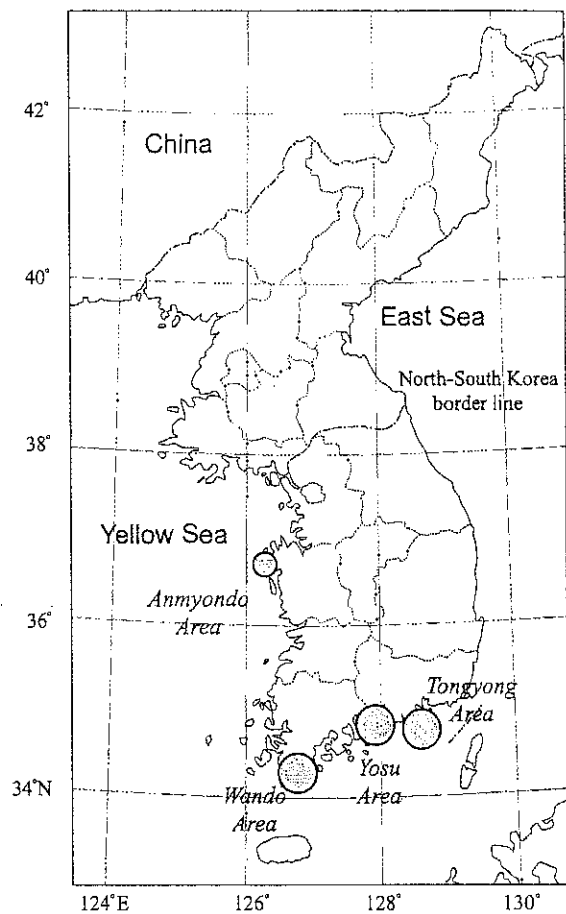 42°
China
40°
East Sea
North-South Korea
border line
38°
Yellow Sea
Anmyondo
Area
36°
Tongyong
Area
Yosu
Area
34°N
Wando
Area
124°E
126°
128°
130°